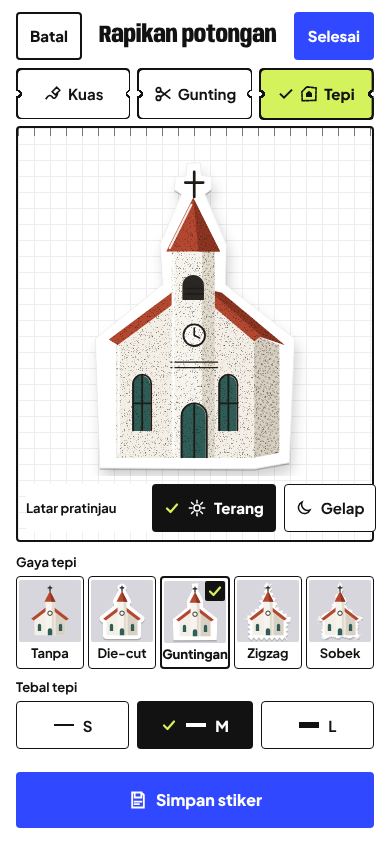 Batal
Rapikan potongan
Selesai
Kuas
Gunting
Tepi
Latar pratinjau
Terang
Gelap
Gaya tepi
Tanpa
Die-cut
Guntingan
Zigzag
Sobek
Tebal tepi
S
M
L
Simpan stiker